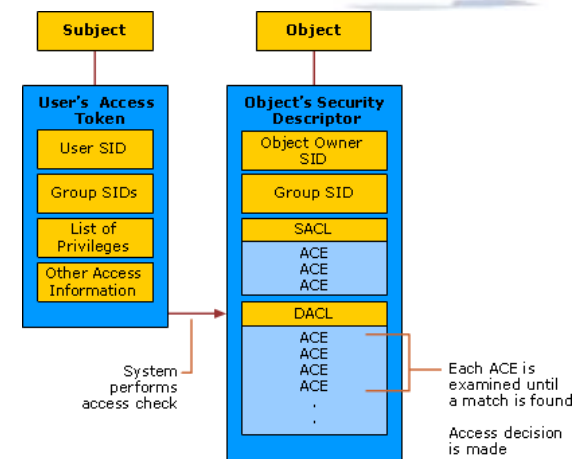 Subject
Object
User's Access
Token
User SID
Group SIDs
List of
Privileges
Other Access
Information
Object's Security
Descriptor
Object Owner
SID
Group SID
SACL
ACE
ACE
ACE
DACL
ACE
ACE
ACE
ACE
.
.
System
performs
access check
Each ACE is
examined until
a match is found
Access decision
is made